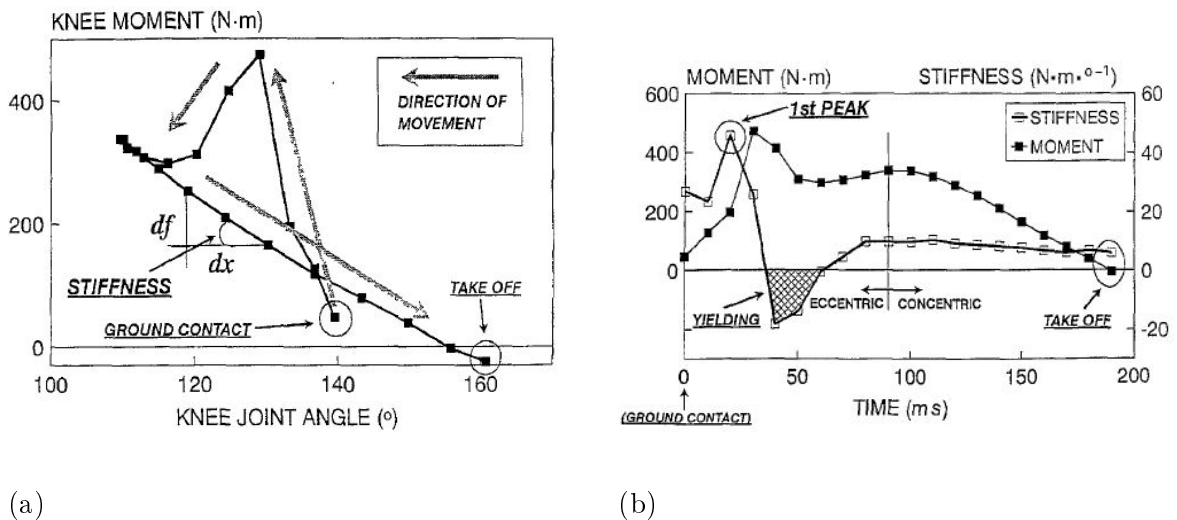 KNEE MOMENT (N·m)
400
200
0
100
120
140
160
KNEE JOINT ANGLE (º)
DIRECTION OF
MOVEMENT
df
dx
STIFFNESS
GROUND CONTACT
TAKE OFF
(a)
MOMENT (N·m)
STIFFNESS (N•m•º⁻¹)
600
400
200
0
60
40
20
0
-20
1st PEAK
STIFFNESS
MOMENT
YIELDING
ECCENTRIC
CONCENTRIC
TAKE OFF
0
50
100
150
200
TIME (ms)
(GROUND CONTACT)
(b)